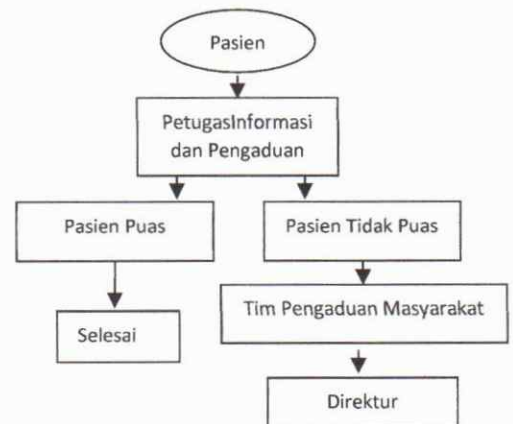 Pasien
PetugasInformasi
dan Pengaduan
Pasien Puas
Pasien Tidak Puas
Tim Pengaduan Masyarakat
Selesai
Direktur